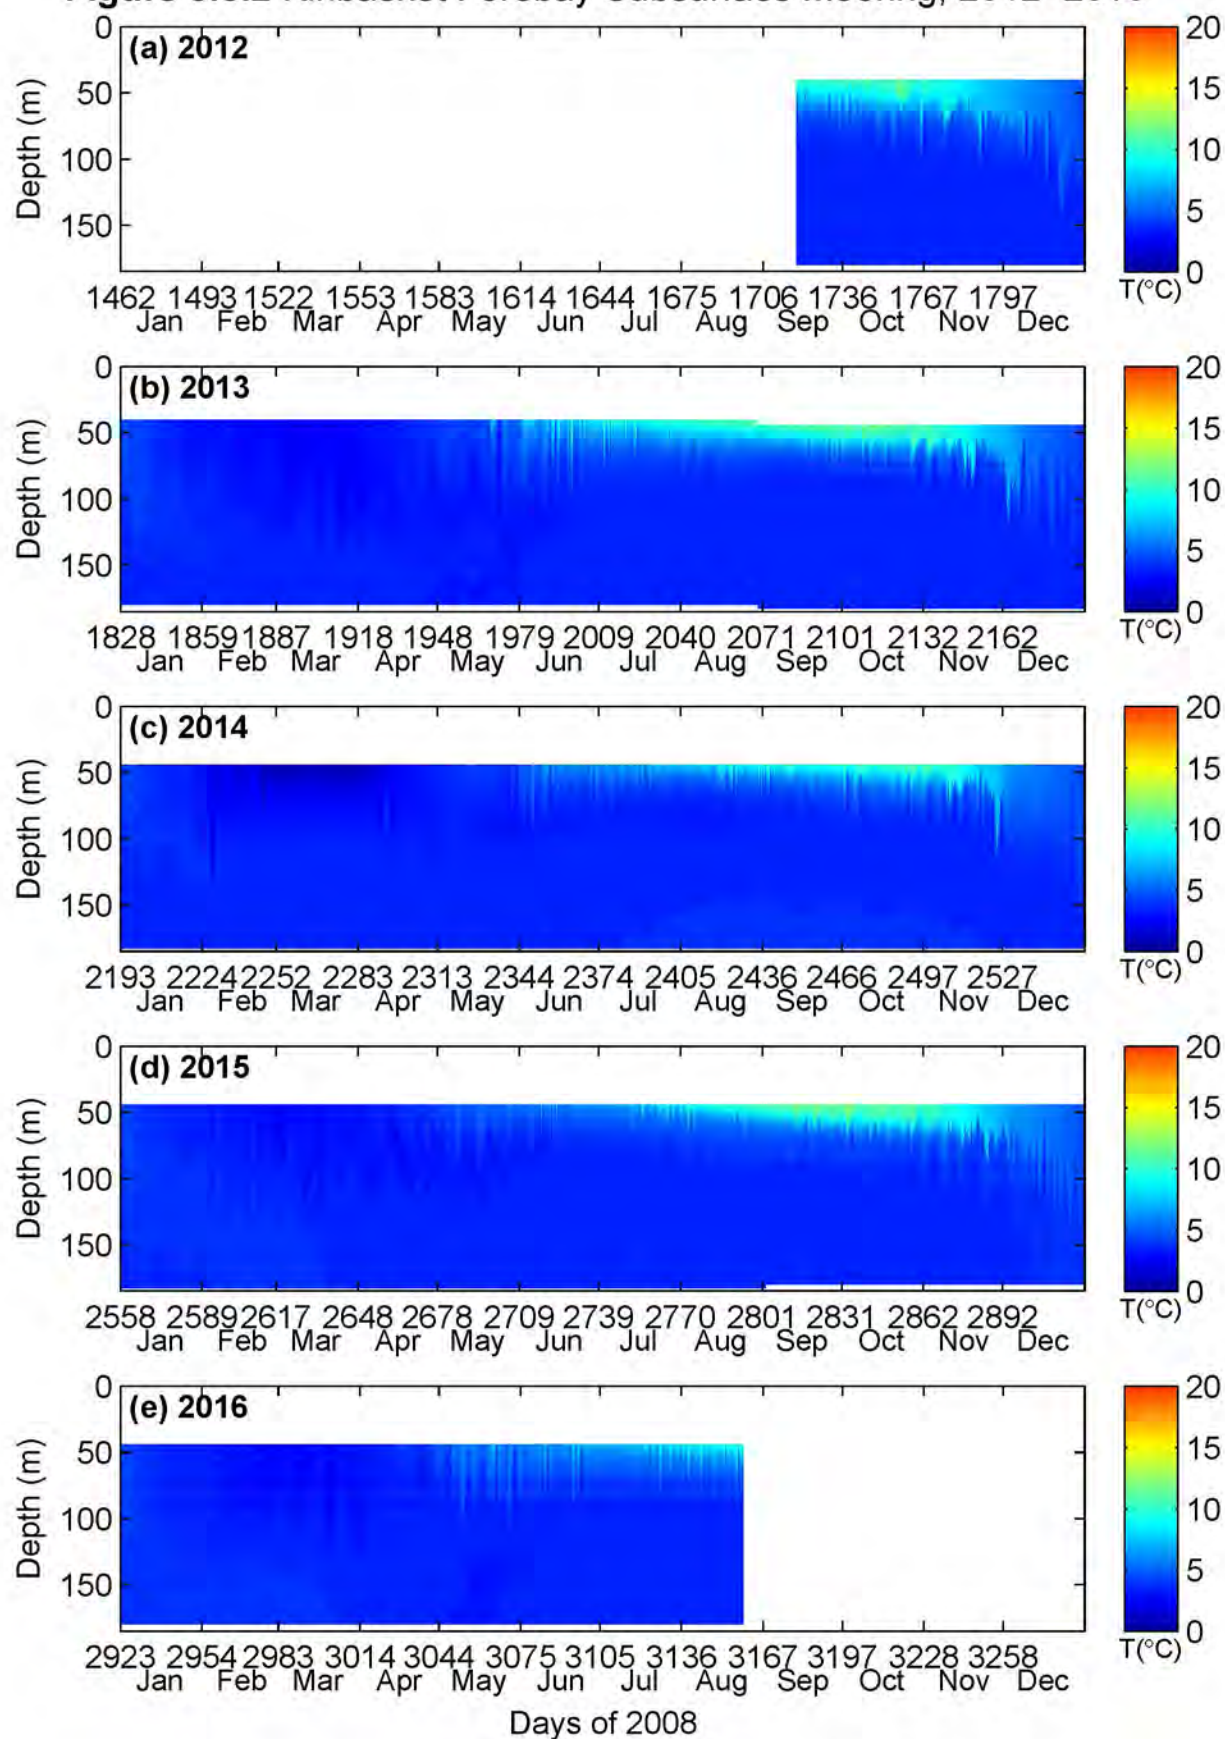 (a) 2012
Depth (m)
0
50
100
150
1462 1493 1522 1553 1583 1614 1644 1675 1706 1736 1767 1797
Jan Feb Mar Apr May Jun Jul Aug Sep Oct Nov Dec
20
15
10
5
0
T(°C)
(b) 2013
Depth (m)
0
50
100
150
1828 1859 1887 1918 1948 1979 2009 2040 2071 2101 2132 2162
Jan Feb Mar Apr May Jun Jul Aug Sep Oct Nov Dec
20
15
10
5
0
T(°C)
(c) 2014
Depth (m)
0
50
100
150
2193 2224 2252 2283 2313 2344 2374 2405 2436 2466 2497 2527
Jan Feb Mar Apr May Jun Jul Aug Sep Oct Nov Dec
20
15
10
5
0
T(°C)
(d) 2015
Depth (m)
0
50
100
150
2558 2589 2617 2648 2678 2709 2739 2770 2801 2831 2862 2892
Jan Feb Mar Apr May Jun Jul Aug Sep Oct Nov Dec
20
15
10
5
0
T(°C)
(e) 2016
Depth (m)
0
50
100
150
2923 2954 2983 3014 3044 3075 3105 3136 3167 3197 3228 3258
Jan Feb Mar Apr May Jun Jul Aug Sep Oct Nov Dec
20
15
10
5
0
T(°C)
Days of 2008